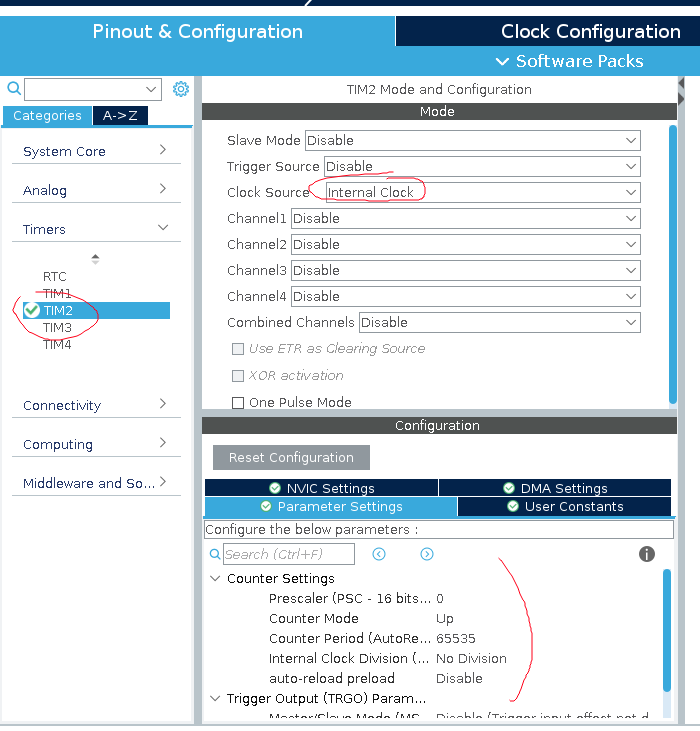 Pinout & Configuration
Clock Configuration
Software Packs
Categories
A->Z
System Core
Analog
Timers
RTC
TIM1
TIM2
TIM3
TIM4
Connectivity
Computing
Middleware and So...
TIM2 Mode and Configuration
Mode
Slave Mode Disable
Trigger Source Disable
Clock Source Internal Clock
Channel1 Disable
Channel2 Disable
Channel3 Disable
Channel4 Disable
Combined Channels Disable
Use ETR as Clearing Source
XOR activation
One Pulse Mode
Configuration
Reset Configuration
NVIC Settings
DMA Settings
Parameter Settings
User Constants
Configure the below parameters :
Search (Ctrl+F)
Counter Settings
Prescaler (PSC - 16 bits... 0
Counter Mode Up
Counter Period (AutoRe... 65535
Internal Clock Division (... No Division
auto-reload preload Disable
Trigger Output (TRGO) Param...
Master/Slave Mode (MS... Disable (Trigger input effect not d